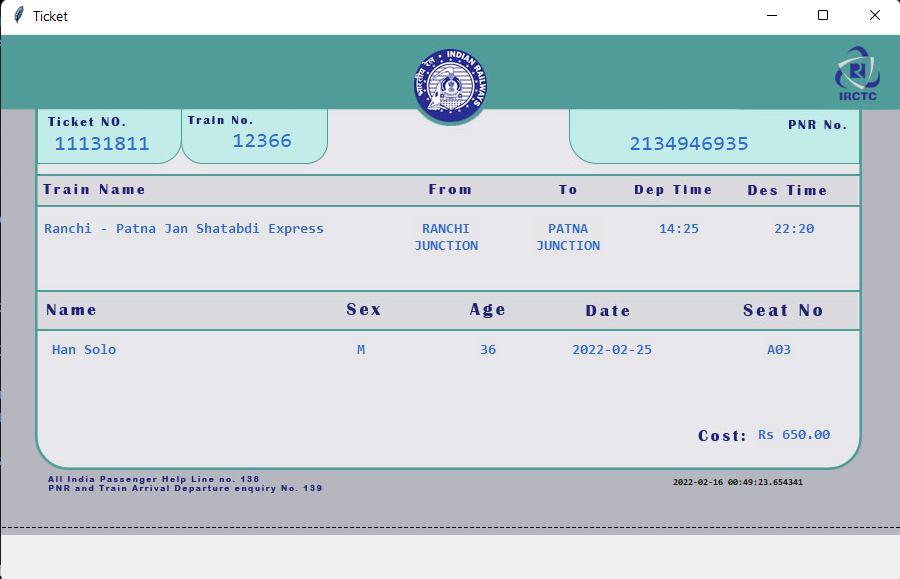 Ticket
भारतीय रेल • INDIAN RAILWAYS
IRCTC
Ticket NO. Train No. PNR No.
11131811 12366 2134946935
Train Name From To Dep Time Des Time
Ranchi - Patna Jan Shatabdi Express RANCHI PATNA 14:25 22:20
JUNCTION JUNCTION
Name Sex Age Date Seat No
Han Solo M 36 2022-02-25 A03
Cost: Rs 650.00
All India Passenger Help Line no. 138
PNR and Train Arrival Departure enquiry No. 139
2022-02-16 00:49:23.654341